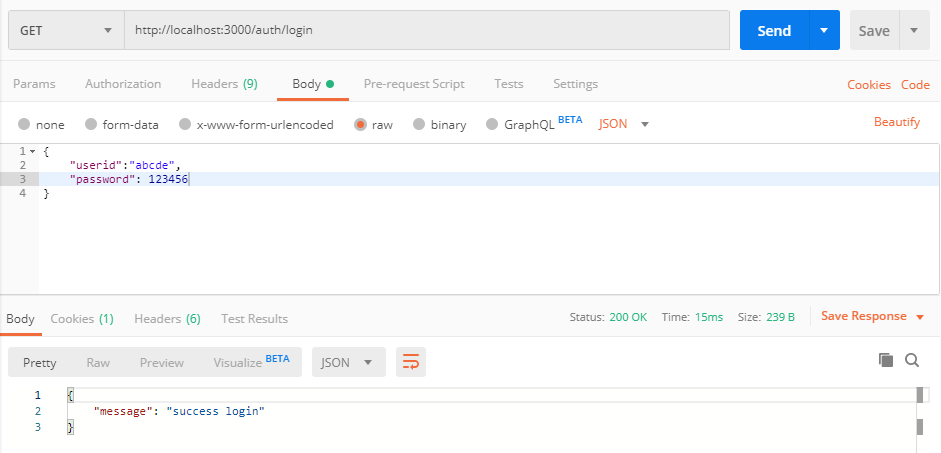 GET http://localhost:3000/auth/login Send Save
Params Authorization Headers (9) Body Pre-request Script Tests Settings Cookies Code
none form-data x-www-form-urlencoded raw binary GraphQL BETA JSON Beautify
1 {
2 "userid":"abcde",
3 "password": 123456
4 }
Body Cookies (1) Headers (6) Test Results Status: 200 OK Time: 15ms Size: 239 B Save Response
Pretty Raw Preview Visualize BETA JSON
1 {
2 "message": "success login"
3 }